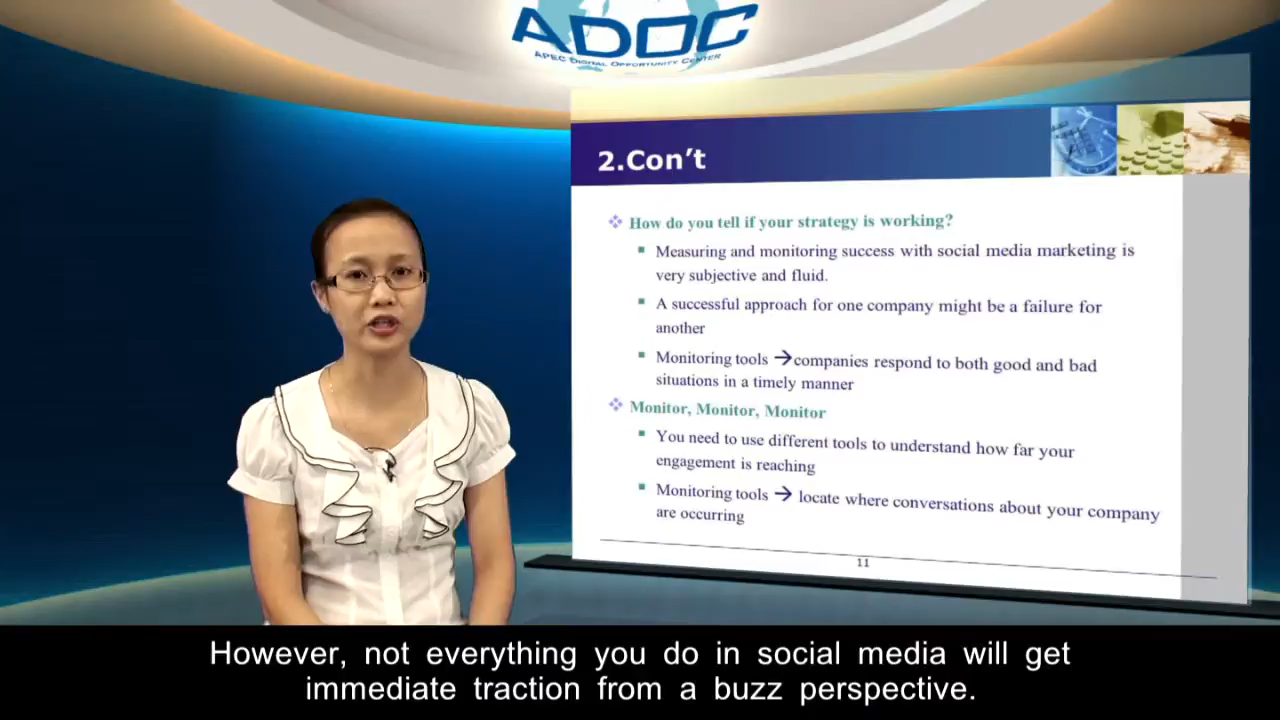 ADOC
APEC DIGITAL OPPORTUNITY CENTER
2.Con't
How do you tell if your strategy is working?
Measuring and monitoring success with social media marketing is
very subjective and fluid.
A successful approach for one company might be a failure for
another
Monitoring tools →companies respond to both good and bad
situations in a timely manner
Monitor, Monitor, Monitor
You need to use different tools to understand how far your
engagement is reaching
Monitoring tools → locate where conversations about your company
are occurring
11
However, not everything you do in social media will get
immediate traction from a buzz perspective.